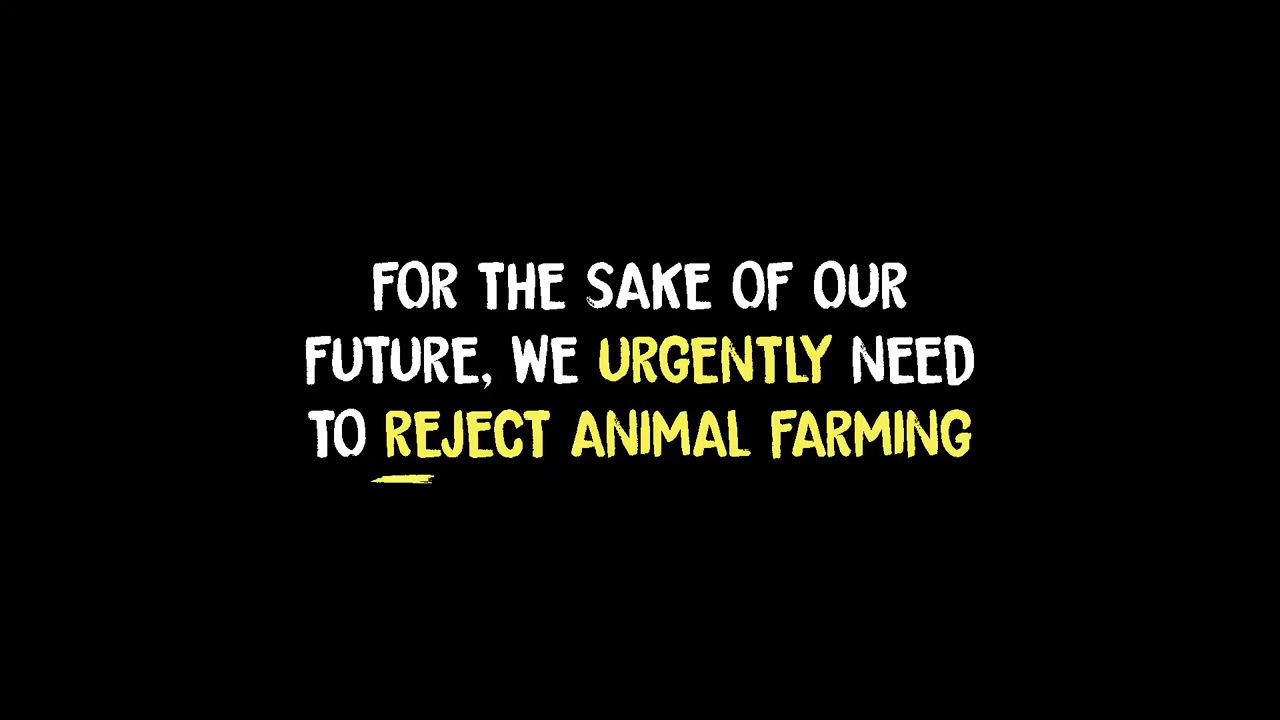 FOR THE SAKE OF OUR
FUTURE, WE URGENTLY NEED
TO REJECT ANIMAL FARMING